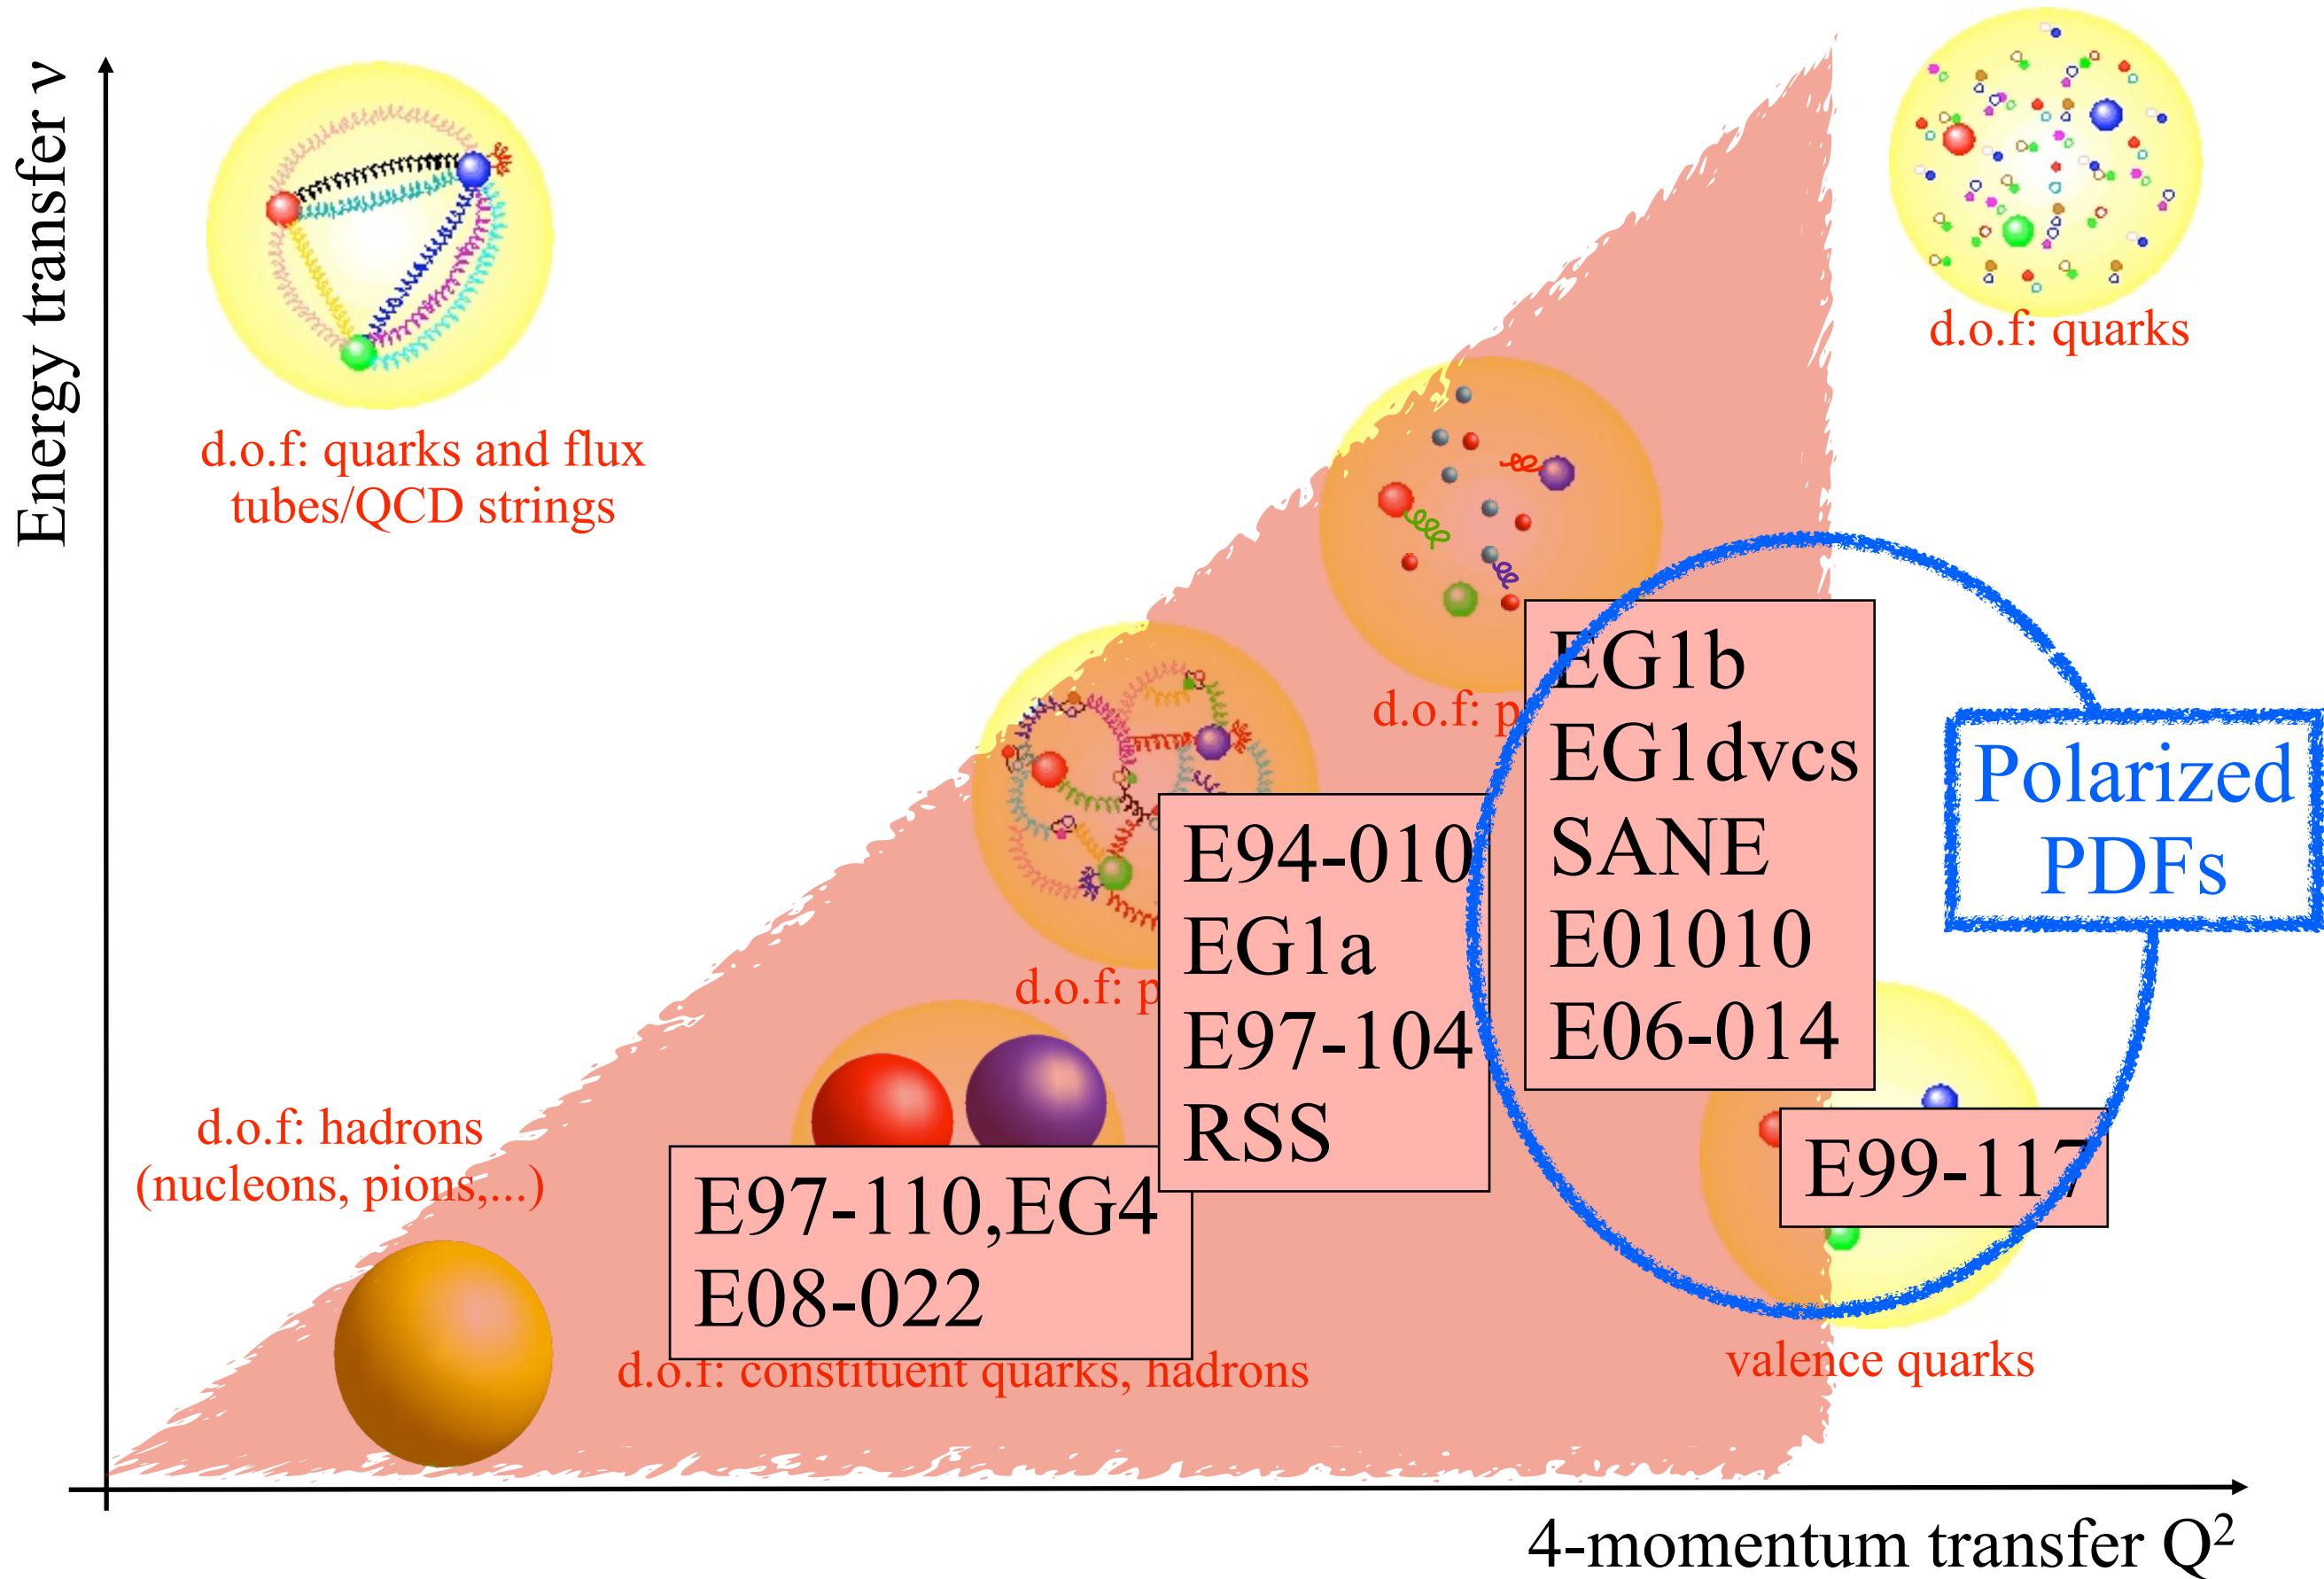 Energy transfer ν
d.o.f: quarks and flux
tubes/QCD strings
d.o.f: quarks
d.o.f: p
EG1b
EG1dvcs
SANE
E01010
E06-014
Polarized
PDFs
d.o.f: p
E94-010
EG1a
E97-104
RSS
E99-117
d.o.f: hadrons
(nucleons, pions,...)
E97-110,EG4
E08-022
d.o.f: constituent quarks, hadrons
valence quarks
4-momentum transfer Q²